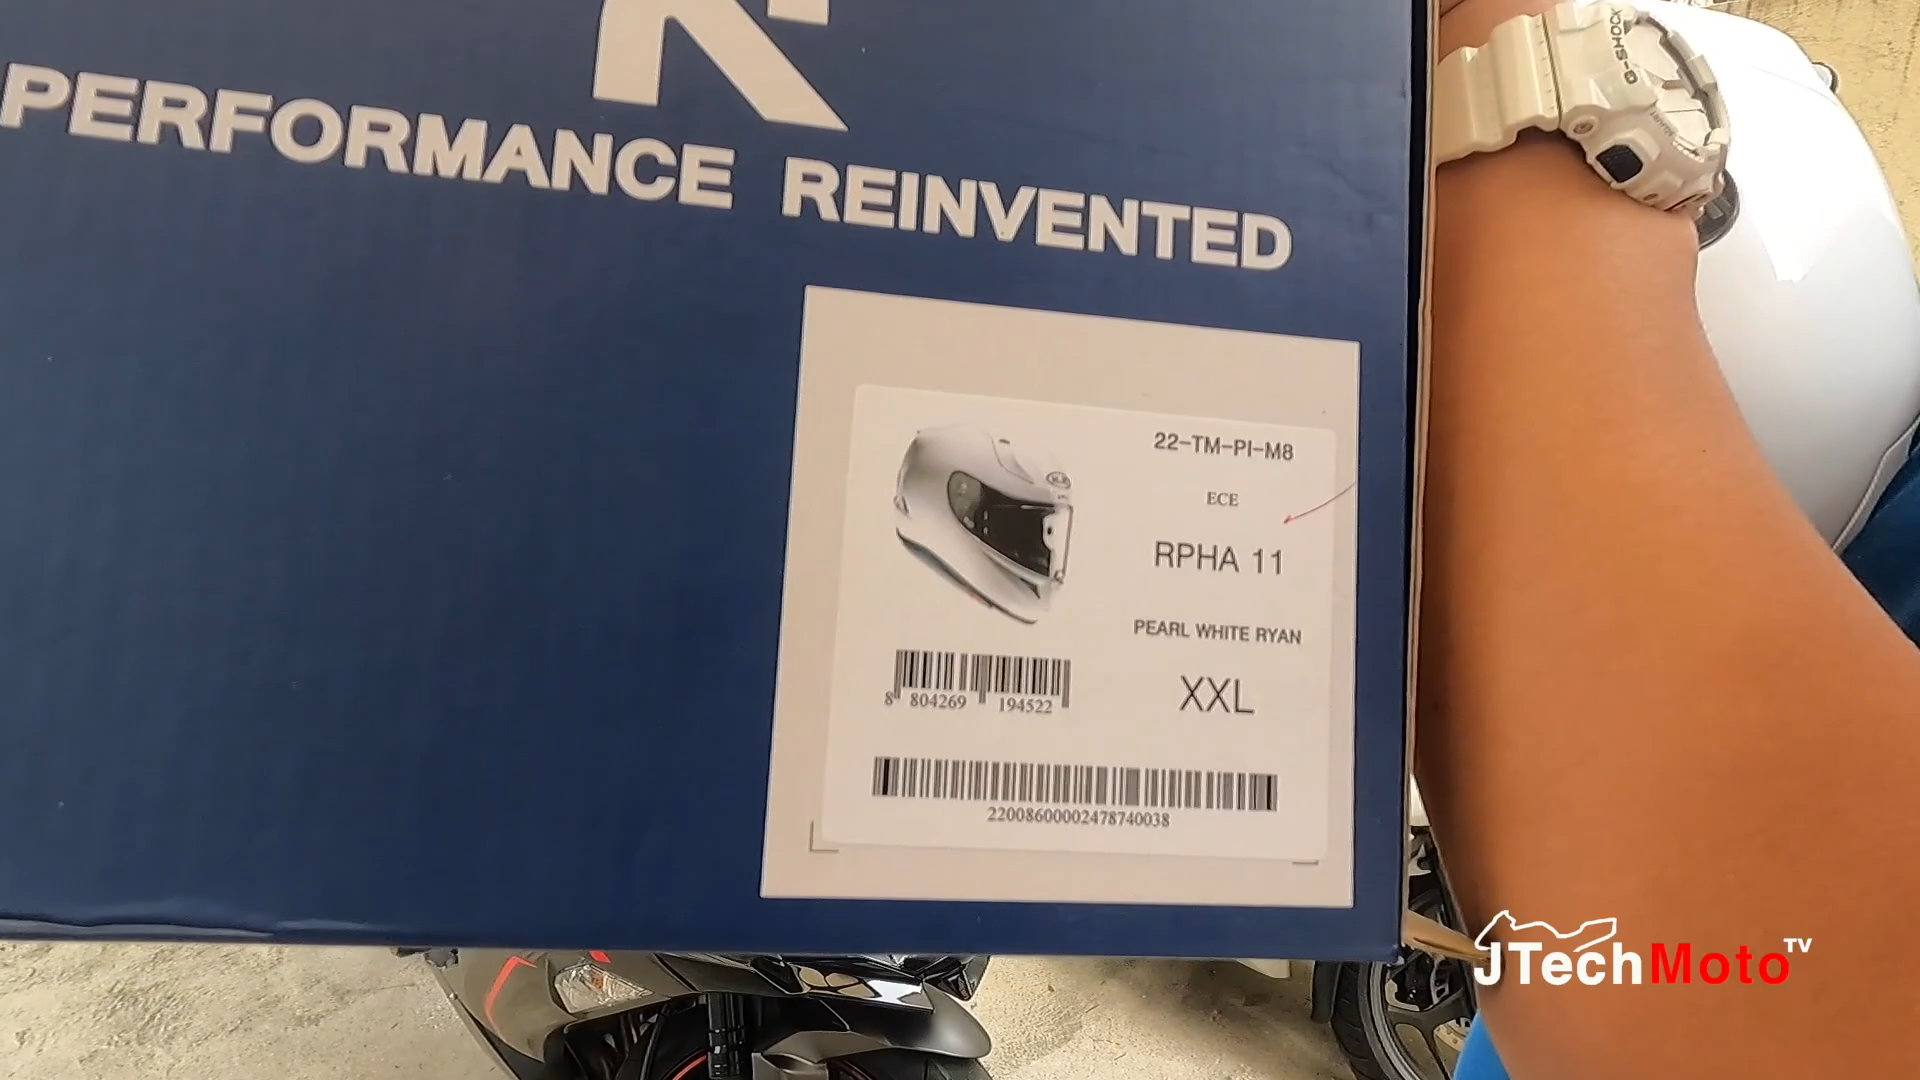 PERFORMANCE REINVENTED
G-SHOCK
22-TM-PI-M8
ECE
RPHA 11
PEARL WHITE RYAN
XXL
8 804269 194522
22008600002478740038
JTechMoto TV